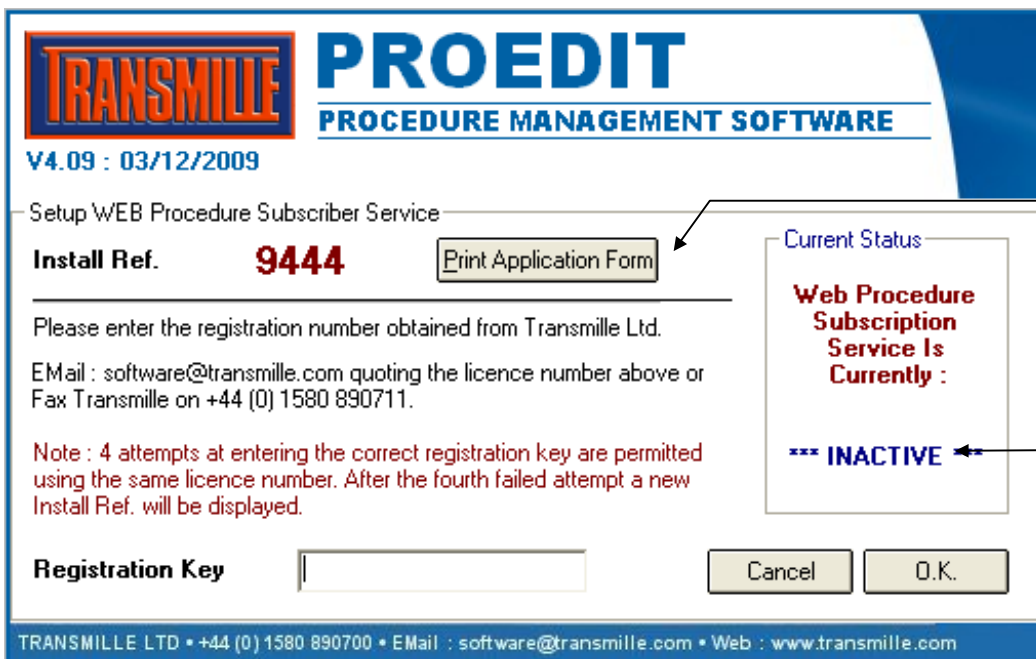 TRANSMILLE
PROEDIT
PROCEDURE MANAGEMENT SOFTWARE
V4.09 : 03/12/2009
Setup WEB Procedure Subscriber Service
Install Ref. 9444 Print Application Form
Please enter the registration number obtained from Transmille Ltd.
EMail : software@transmille.com quoting the licence number above or
Fax Transmille on +44 (0) 1580 890711.
Note : 4 attempts at entering the correct registration key are permitted
using the same licence number. After the fourth failed attempt a new
Install Ref. will be displayed.
Current Status
Web Procedure
Subscription
Service Is
Currently :
*** INACTIVE ***
Registration Key
Cancel O.K.
TRANSMILLE LTD • +44 (0) 1580 890700 • EMail : software@transmille.com • Web : www.transmille.com